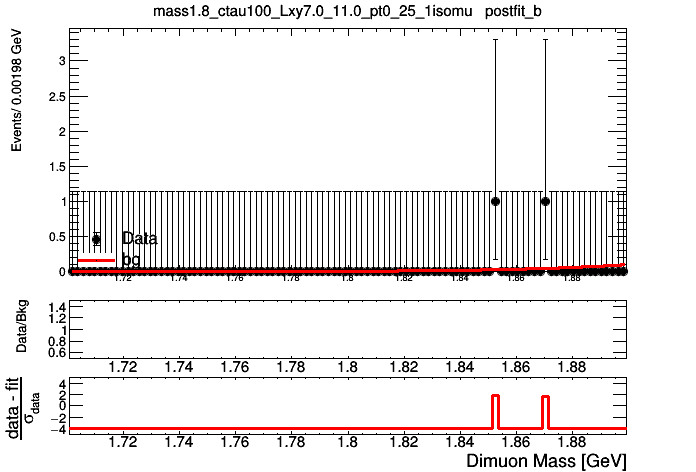 mass1.8_ctau100_Lxy7.0_11.0_pt0_25_1isomu postfit_b
Events/ 0.00198 GeV
3
2.5
2
1.5
1
0.5
0
Data
bg
1.72 1.74 1.76 1.78 1.8 1.82 1.84 1.86 1.88
Data/Bkg
1.4
1.2
1
0.8
0.6
1.72 1.74 1.76 1.78 1.8 1.82 1.84 1.86 1.88
data - fit
σdata
4
2
0
−2
−4
1.72 1.74 1.76 1.78 1.8 1.82 1.84 1.86 1.88
Dimuon Mass [GeV]